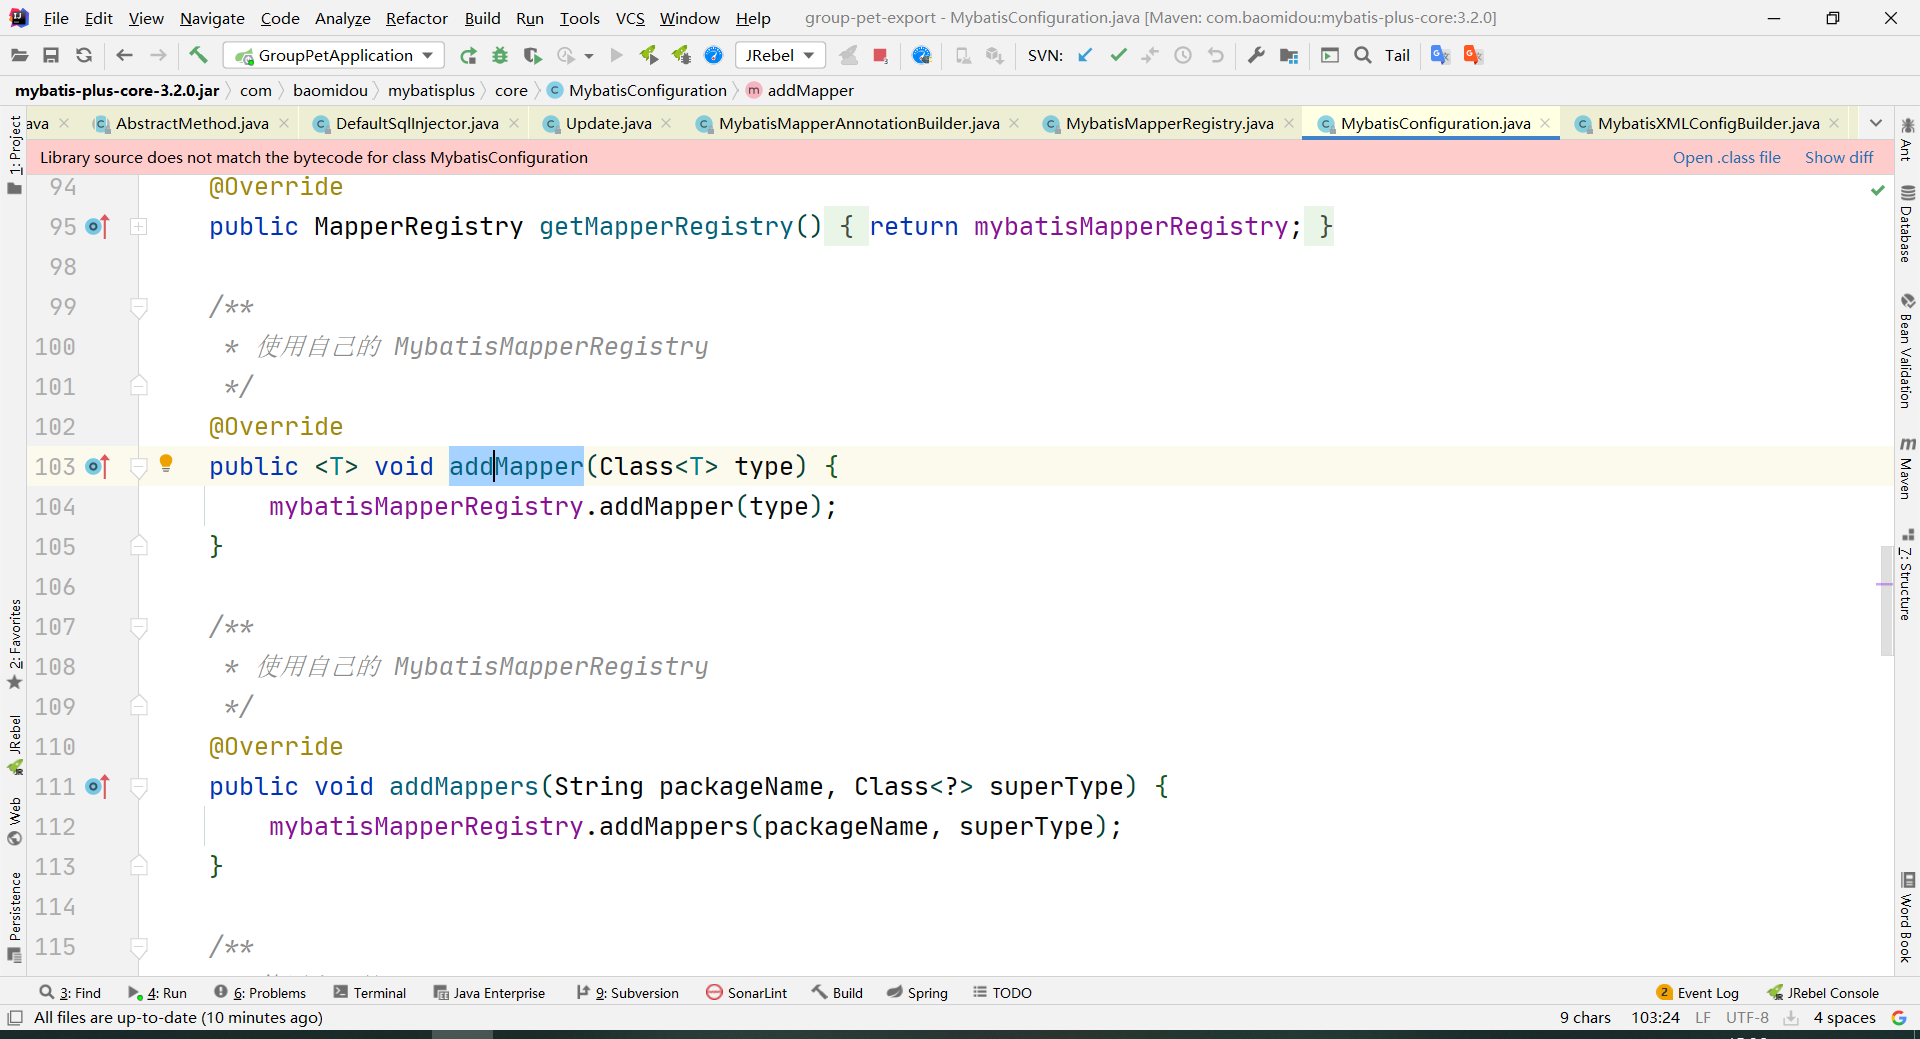 File Edit View Navigate Code Analyze Refactor Build Run Tools VCS Window Help group-pet-export - MybatisConfiguration.java [Maven: com.baomidou:mybatis-plus-core:3.2.0]
GroupPetApplication JRebel SVN: Tail
mybatis-plus-core-3.2.0.jar com baomidou mybatisplus core MybatisConfiguration addMapper
ava AbstractMethod.java DefaultSqlInjector.java Update.java MybatisMapperAnnotationBuilder.java MybatisMapperRegistry.java MybatisConfiguration.java MybatisXMLConfigBuilder.java
Library source does not match the bytecode for class MybatisConfiguration Open .class file Show diff
94 @Override
95 public MapperRegistry getMapperRegistry() { return mybatisMapperRegistry; }
98
99 /**
100 * 使用自己的 MybatisMapperRegistry
101 */
102 @Override
103 public <T> void addMapper(Class<T> type) {
104 mybatisMapperRegistry.addMapper(type);
105 }
106
107 /**
108 * 使用自己的 MybatisMapperRegistry
109 */
110 @Override
111 public void addMappers(String packageName, Class<?> superType) {
112 mybatisMapperRegistry.addMappers(packageName, superType);
113 }
114
115 /**
1: Project
2: Favorites
JRebel
Web
Persistence
Ant
Database
Bean Validation
Maven
7: Structure
Word Book
3: Find 4: Run 6: Problems Terminal Java Enterprise 9: Subversion SonarLint Build Spring TODO 2 Event Log JRebel Console
All files are up-to-date (10 minutes ago) 9 chars 103:24 LF UTF-8 4 spaces